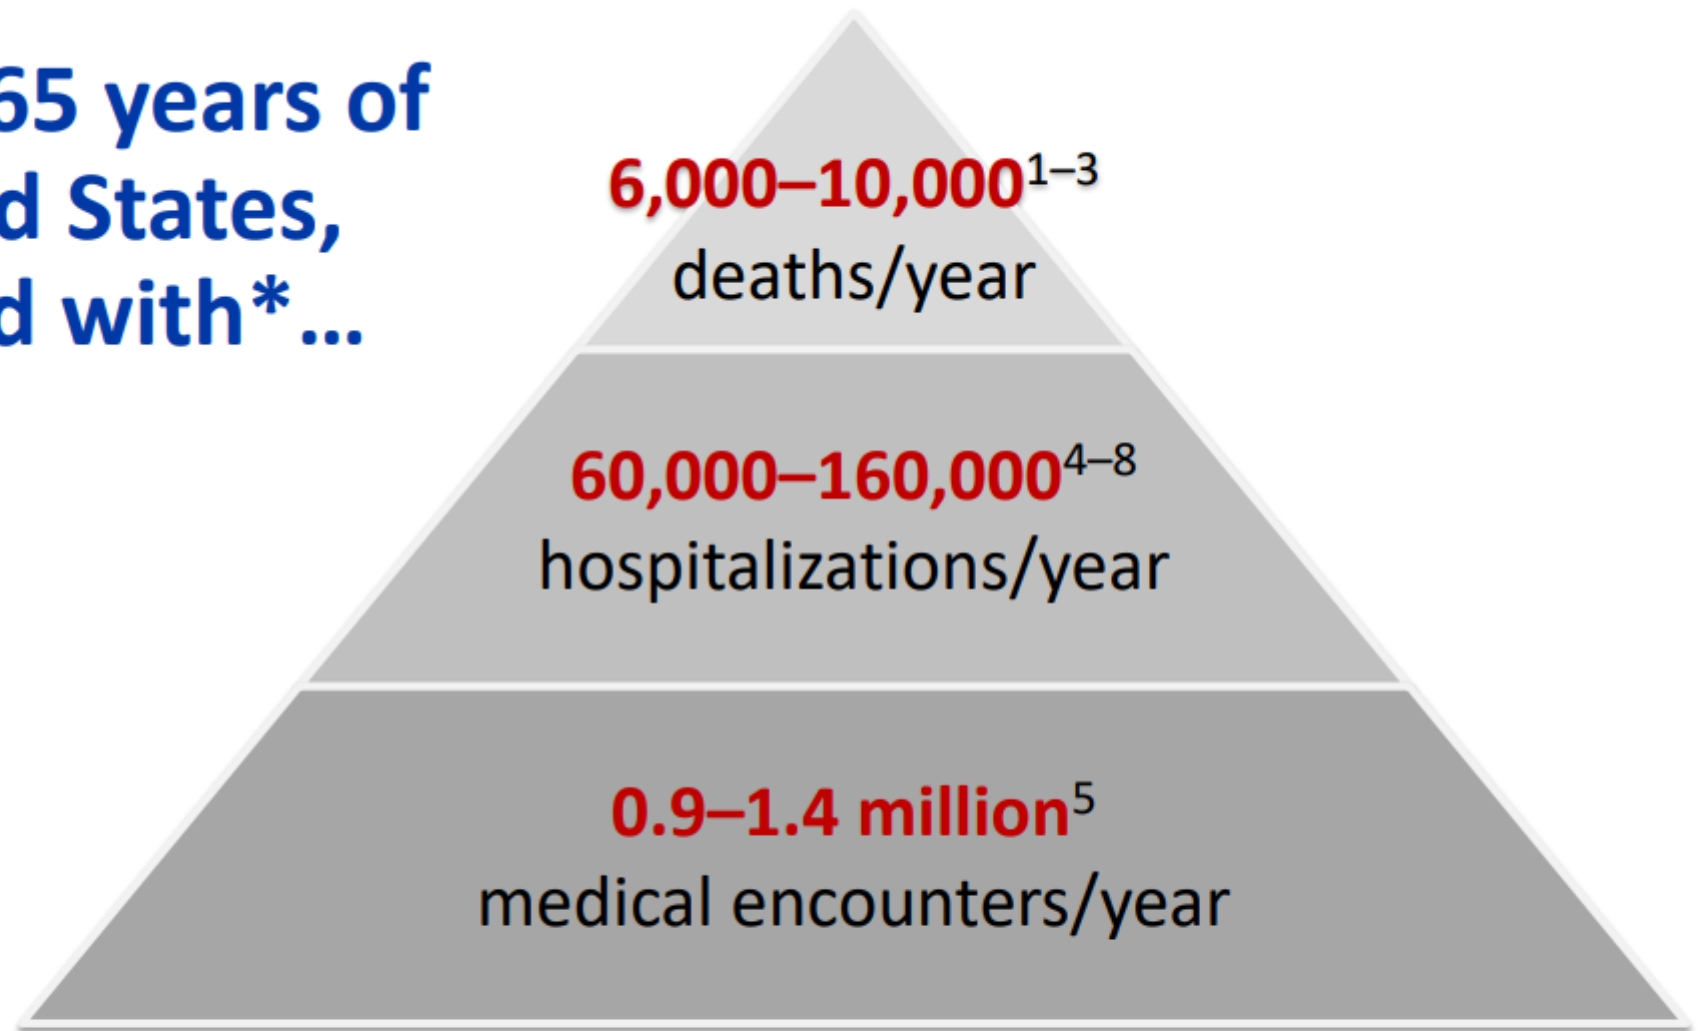 65 years of
d States,
d with*...
6,000–10,000¹⁻³
deaths/year
60,000–160,000⁴⁻⁸
hospitalizations/year
0.9–1.4 million⁵
medical encounters/year